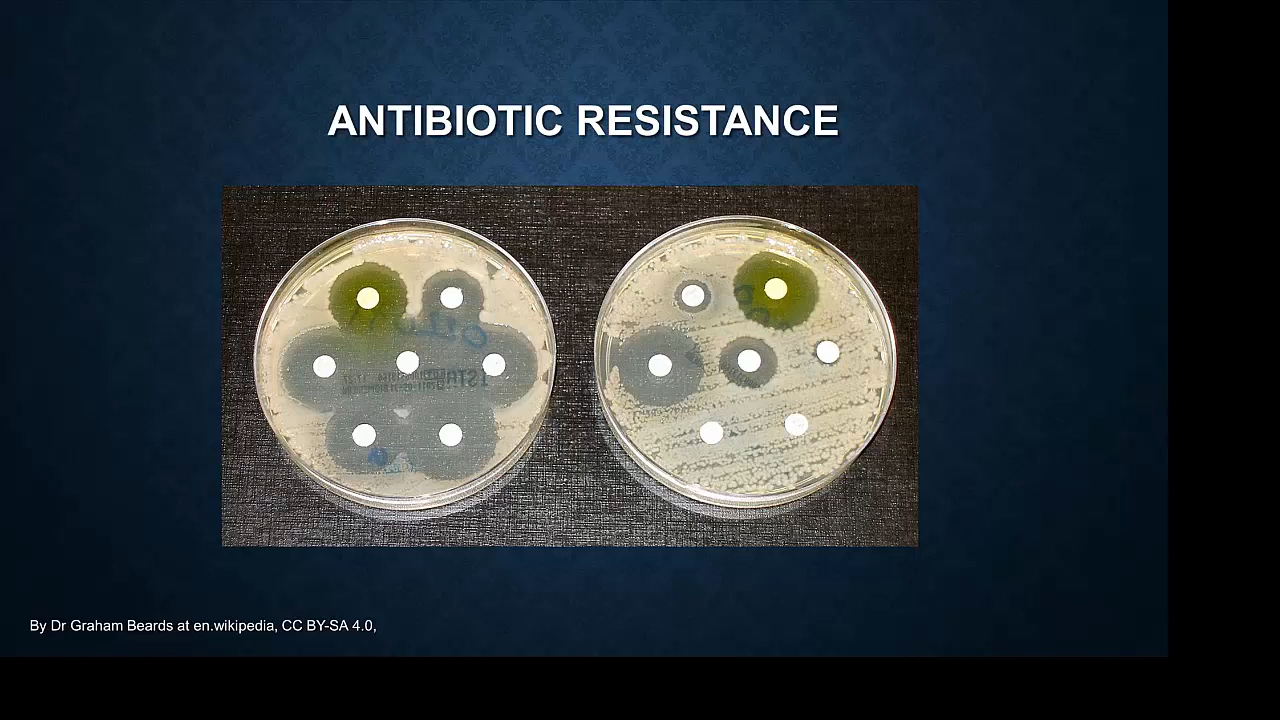 ANTIBIOTIC RESISTANCE
By Dr Graham Beards at en.wikipedia, CC BY-SA 4.0,